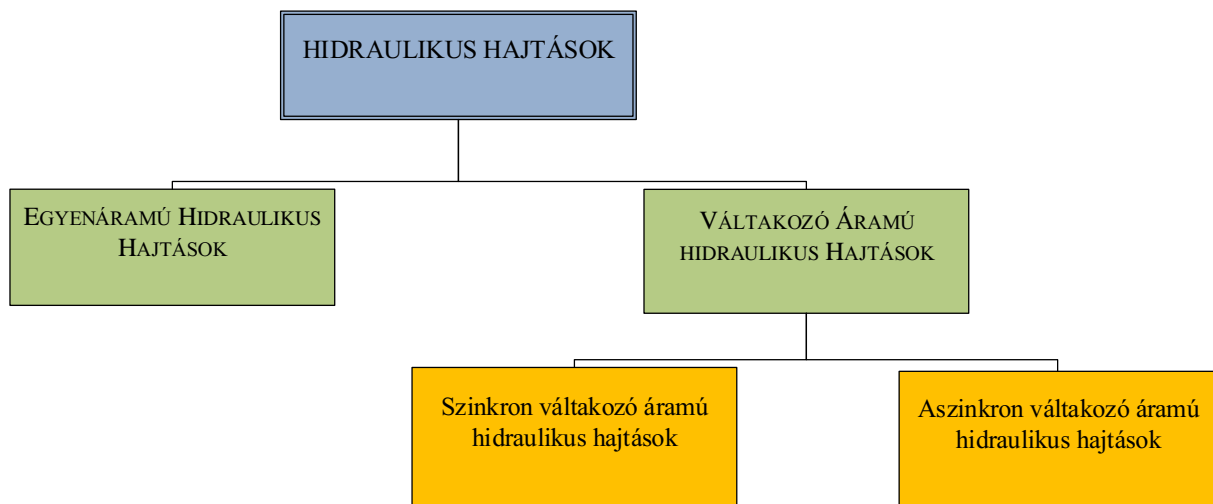 HIDRAULIKUS HAJTÁSOK
EGYENÁRAMÚ HIDRAULIKUS
HAJTÁSOK
VÁLTAKOZÓ ÁRAMÚ
HIDRAULIKUS HAJTÁSOK
Szinkron váltakozó áramú
hidraulikus hajtások
Aszinkron váltakozó áramú
hidraulikus hajtások